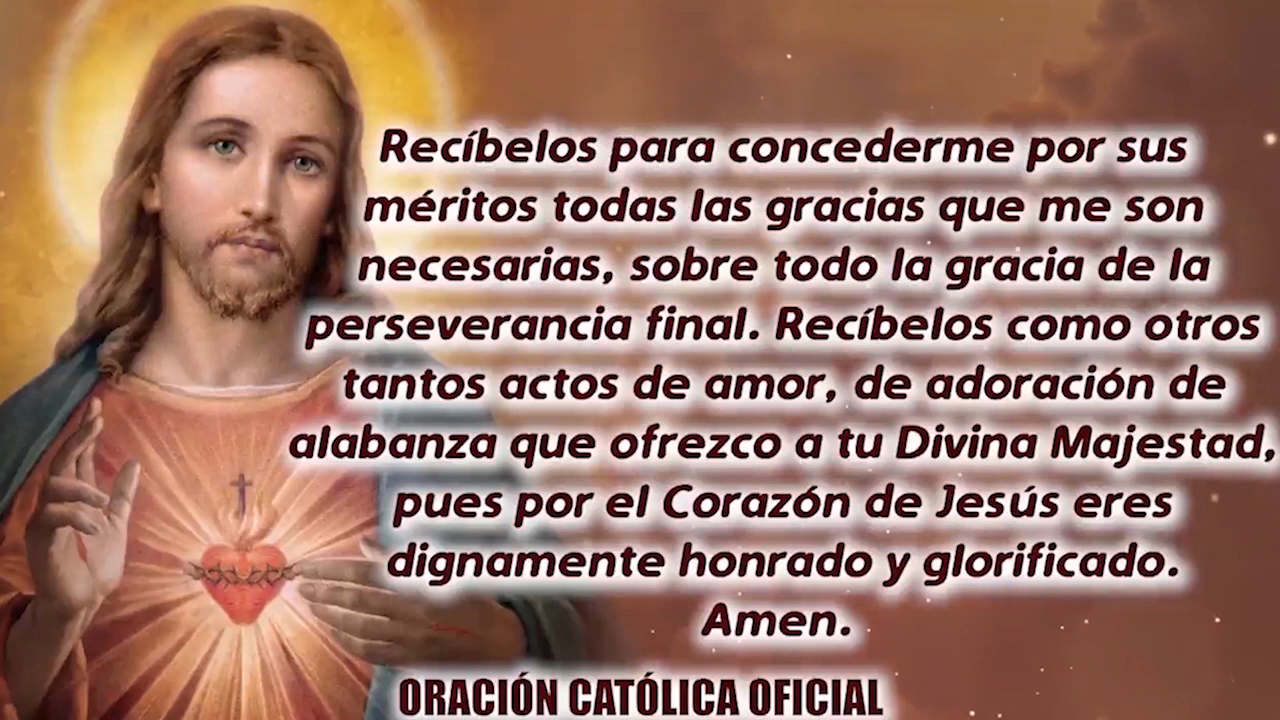 Recíbelos para concederme por sus
méritos todas las gracias que me son
necesarias, sobre todo la gracia de la
perseverancia final. Recíbelos como otros
tantos actos de amor, de adoración de
alabanza que ofrezco a tu Divina Majestad,
pues por el Corazón de Jesús eres
dignamente honrado y glorificado.
Amen.
ORACIÓN CATÓLICA OFICIAL